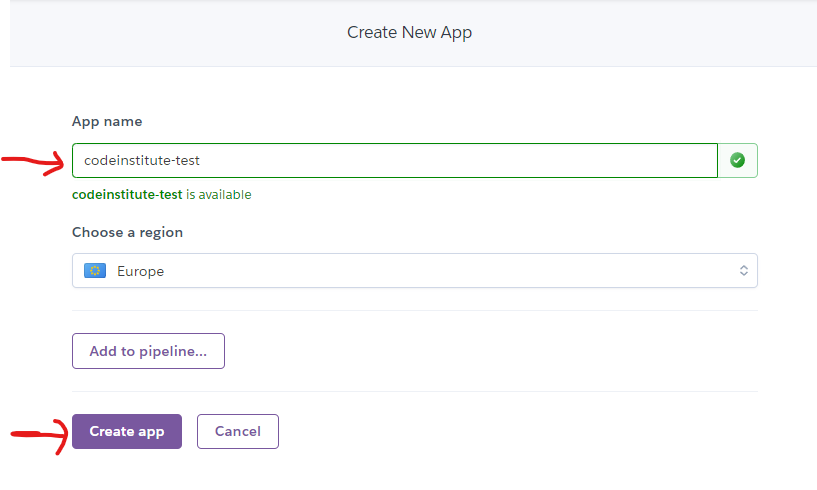 Create New App
App name
codeinstitute-test
codeinstitute-test is available
Choose a region
Europe
Add to pipeline...
Create app
Cancel